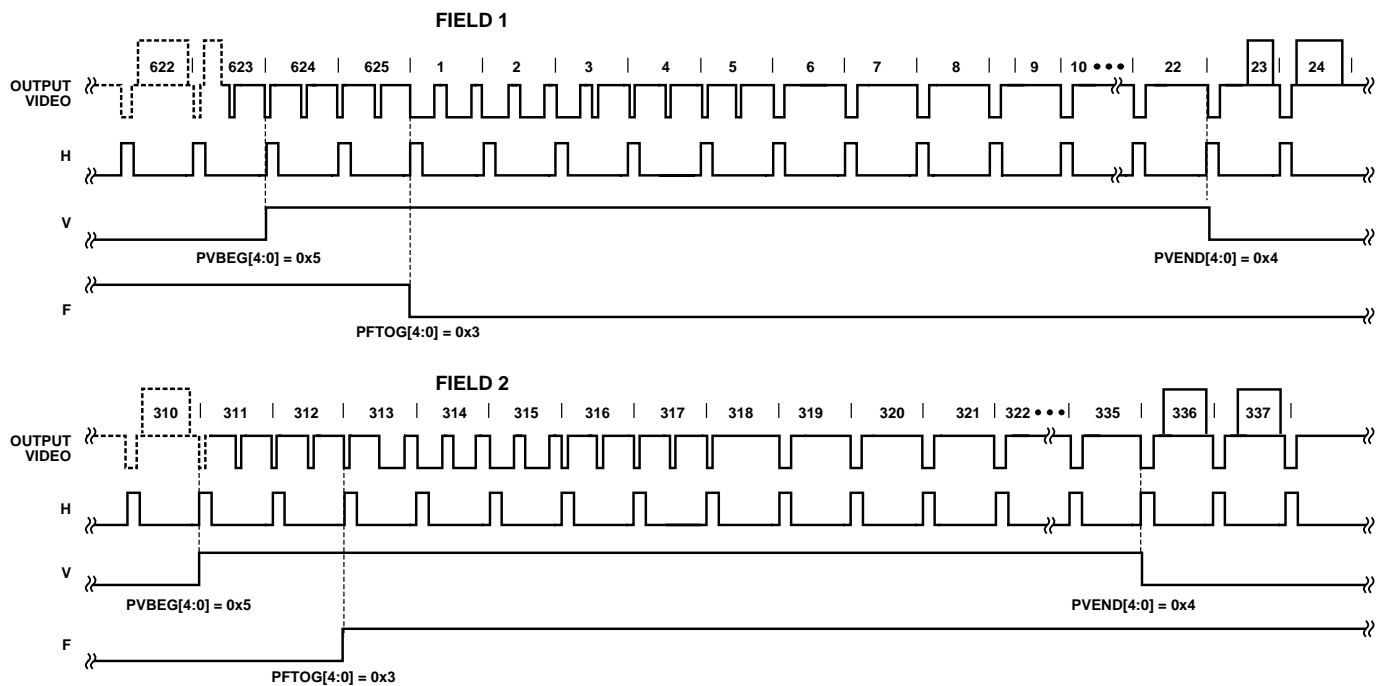 FIELD 1
622 623 624 625 1 2 3 4 5 6 7 8 9 10 ••• 22 23 24
OUTPUT
VIDEO
H
V
PVBEG[4:0] = 0x5 PVEND[4:0] = 0x4
F
PFTOG[4:0] = 0x3
FIELD 2
310 311 312 313 314 315 316 317 318 319 320 321 322 ••• 335 336 337
OUTPUT
VIDEO
H
V
PVBEG[4:0] = 0x5 PVEND[4:0] = 0x4
F
PFTOG[4:0] = 0x3